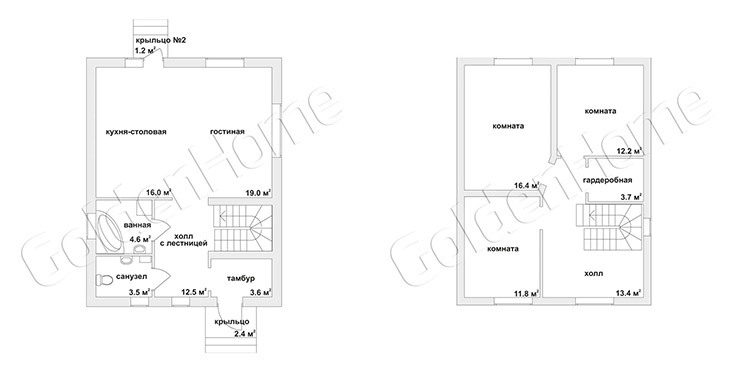 крыльцо №2
1.2 м²
кухня-столовая
гостиная
16.0 м²
19.0 м²
ванная
4.6 м²
холл
с лестницей
санузел
3.5 м²
12.5 м²
тамбур
3.6 м²
крыльцо
2.4 м²
комната
16.4 м²
комната
12.2 м²
гардеробная
3.7 м²
комната
11.8 м²
холл
13.4 м²
GoldenHome
GoldenHome